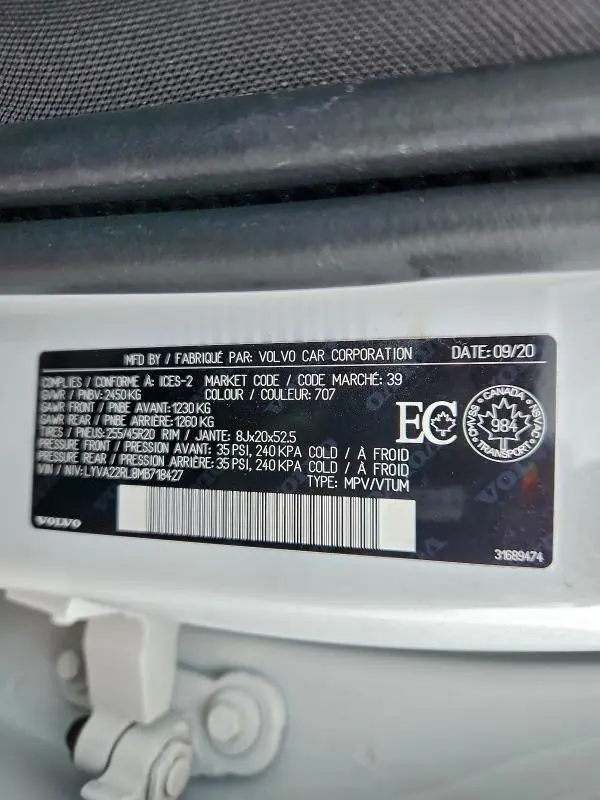 MFD BY / FABRIQUÉ PAR: VOLVO CAR CORPORATION DATE: 09/20
COMPLIES / CONFORME À: ICES-2 MARKET CODE / CODE MARCHÉ: 39
GVWR / PNBV: 2450 KG COLOUR / COULEUR: 707
GAWR FRONT / PNBE AVANT: 1230 KG
GAWR REAR / PNBE ARRIÈRE: 1260 KG
TIRES / PNEUS: 255/45R20 RIM / JANTE: 8Jx20x52.5
PRESSURE FRONT / PRESSION AVANT: 35 PSI, 240 KPA COLD / À FROID
PRESSURE REAR / PRESSION ARRIÈRE: 35 PSI, 240 KPA COLD / À FROID
VIN / NIV: LYVA22RL8MB718427 TYPE: MPV/VTUM
EC
CANADA
984
TRANSPORT
NSVAC
CMVSS
VOLVO
31689474